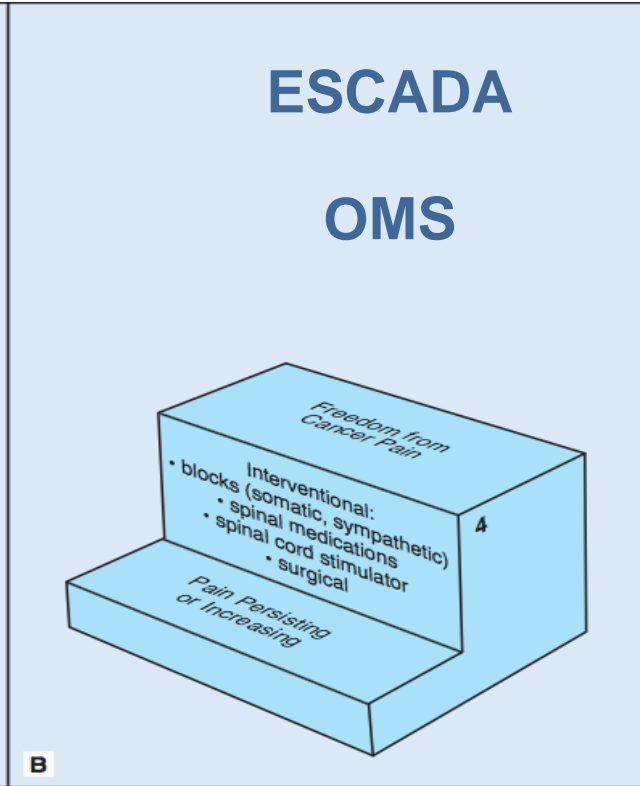 ESCADA
OMS
Freedom from
Cancer Pain
Interventional:
• blocks (somatic, sympathetic)
• spinal medications
• spinal cord stimulator
• surgical
4
Pain Persisting
or Increasing
B